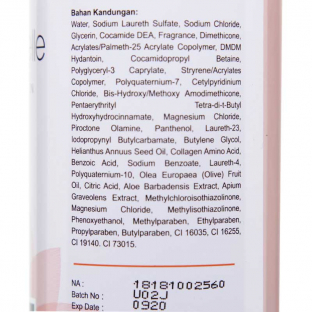 Bahan Kandungan:
Water, Sodium Laureth Sulfate, Sodium Chloride,
Glycerin, Cocamide DEA, Fragrance, Dimethicone,
Acrylates/Palmeth-25 Acrylate Copolymer, DMDM
Hydantoin, Cocamidopropyl Betaine,
Polyglyceryl-3 Caprylate, Styrene/Acrylates
Copolymer, Polyquaternium-7, Cetylpyridinium
Chloride, Bis-Hydroxy/Methoxy Amodimethicone,
Pentaerythrityl Tetra-di-t-Butyl
Hydroxyhydrocinnamate, Magnesium Chloride,
Piroctone Olamine, Panthenol, Laureth-23,
Iodopropynyl Butylcarbamate, Butylene Glycol,
Helianthus Annuus Seed Oil, Collagen Amino Acid,
Benzoic Acid, Sodium Benzoate, Laureth-4,
Polyquaternium-10, Olea Europaea (Olive) Fruit
Oil, Citric Acid, Aloe Barbadensis Extract, Apium
Graveolens Extract, Methylchloroisothiazolinone,
Magnesium Chloride, Methylisothiazolinone,
Phenoxyethanol, Methylparaben, Ethylparaben,
Propylparaben, Butylparaben, CI 16035, CI 16255,
CI 19140. CI 73015.
NA : 18181002560
Batch No : U02J
Exp Date : 0920